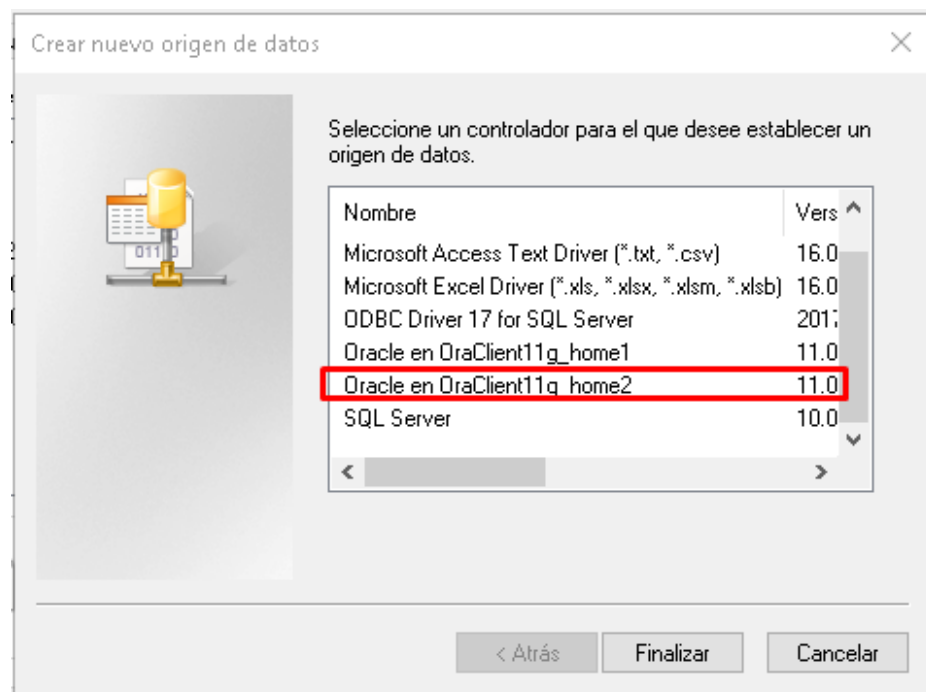 Crear nuevo origen de datos
Seleccione un controlador para el que desee establecer un
origen de datos.
Nombre Vers
Microsoft Access Text Driver (*.txt, *.csv) 16.0
Microsoft Excel Driver (*.xls, *.xlsx, *.xlsm, *.xlsb) 16.0
ODBC Driver 17 for SQL Server 2017
Oracle en OraClient11g_home1 11.0
Oracle en OraClient11g_home2 11.0
SQL Server 10.0
< Atrás Finalizar Cancelar